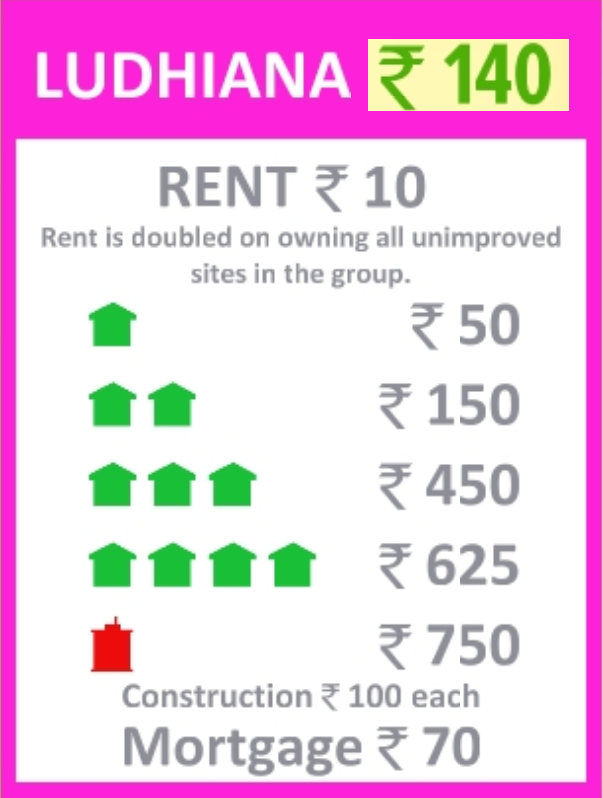 LUDHIANA ₹ 140
RENT ₹ 10
Rent is doubled on owning all unimproved
sites in the group.
₹ 50
₹ 150
₹ 450
₹ 625
₹ 750
Construction ₹ 100 each
Mortgage ₹ 70